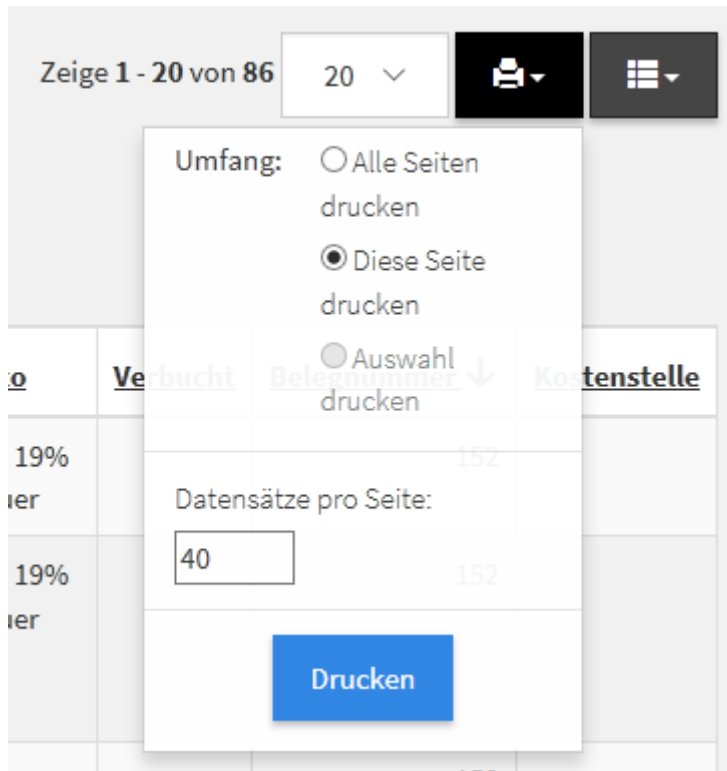 Zeige 1 - 20 von 86
20
Umfang:
Alle Seiten
drucken
Diese Seite
drucken
Auswahl
drucken
Verbucht
Belegnummer ↓
Kostenstelle
19%
152
Datensätze pro Seite:
40
19%
152
Drucken